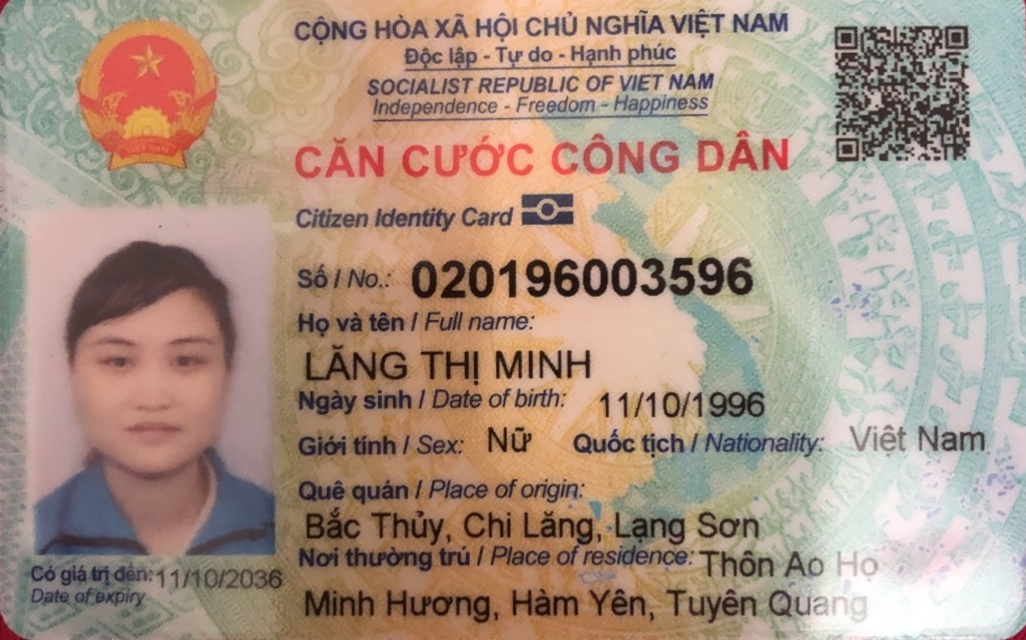 CỘNG HÒA XÃ HỘI CHỦ NGHĨA VIỆT NAM
Độc lập - Tự do - Hạnh phúc
SOCIALIST REPUBLIC OF VIET NAM
Independence - Freedom - Happiness
CĂN CƯỚC CÔNG DÂN
Citizen Identity Card
Số / No.: 020196003596
Họ và tên / Full name:
LĂNG THỊ MINH
Ngày sinh / Date of birth: 11/10/1996
Giới tính / Sex: Nữ Quốc tịch / Nationality: Việt Nam
Quê quán / Place of origin:
Bắc Thủy, Chi Lăng, Lạng Sơn
Nơi thường trú / Place of residence: Thôn Ao Họ
Minh Hương, Hàm Yên, Tuyên Quang
Có giá trị đến: 11/10/2036
Date of expiry